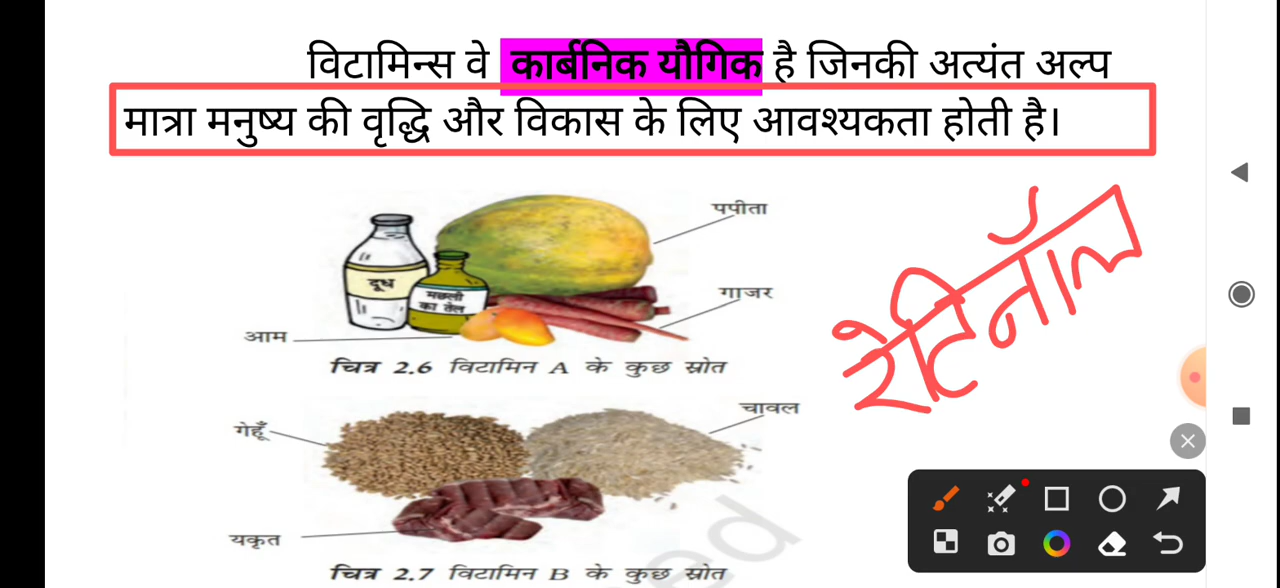 विटामिन्स वे कार्बनिक यौगिक है जिनकी अत्यंत अल्प
मात्रा मनुष्य की वृद्धि और विकास के लिए आवश्यकता होती है।
पपीता
दूध
मछली
का तेल
गाजर
आम
रेटिनॉल
चित्र 2.6 विटामिन A के कुछ स्रोत
चावल
गेहूँ
यकृत
चित्र 2.7 विटामिन B के कुछ स्रोत